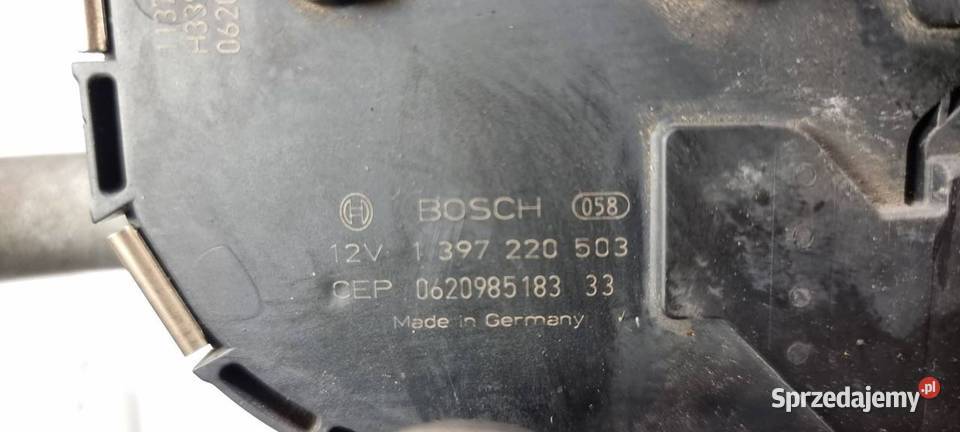 BOSCH 058
12V 1 397 220 503
CEP 0620985183 33
Made in Germany
Sprzedajemy.pl